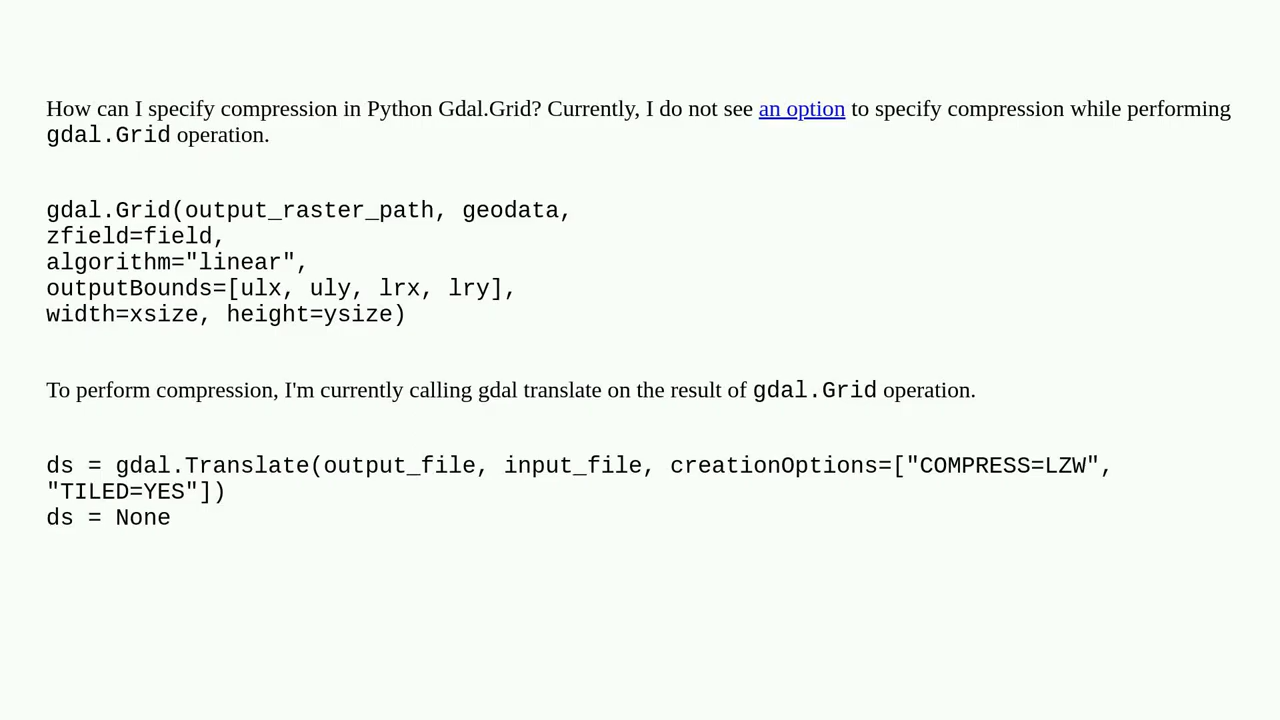 How can I specify compression in Python Gdal.Grid? Currently, I do not see an option to specify compression while performing
gdal.Grid operation.
gdal.Grid(output_raster_path, geodata,
zfield=field,
algorithm="linear",
outputBounds=[ulx, uly, lrx, lry],
width=xsize, height=ysize)
To perform compression, I'm currently calling gdal translate on the result of gdal.Grid operation.
ds = gdal.Translate(output_file, input_file, creationOptions=["COMPRESS=LZW",
"TILED=YES"])
ds = None